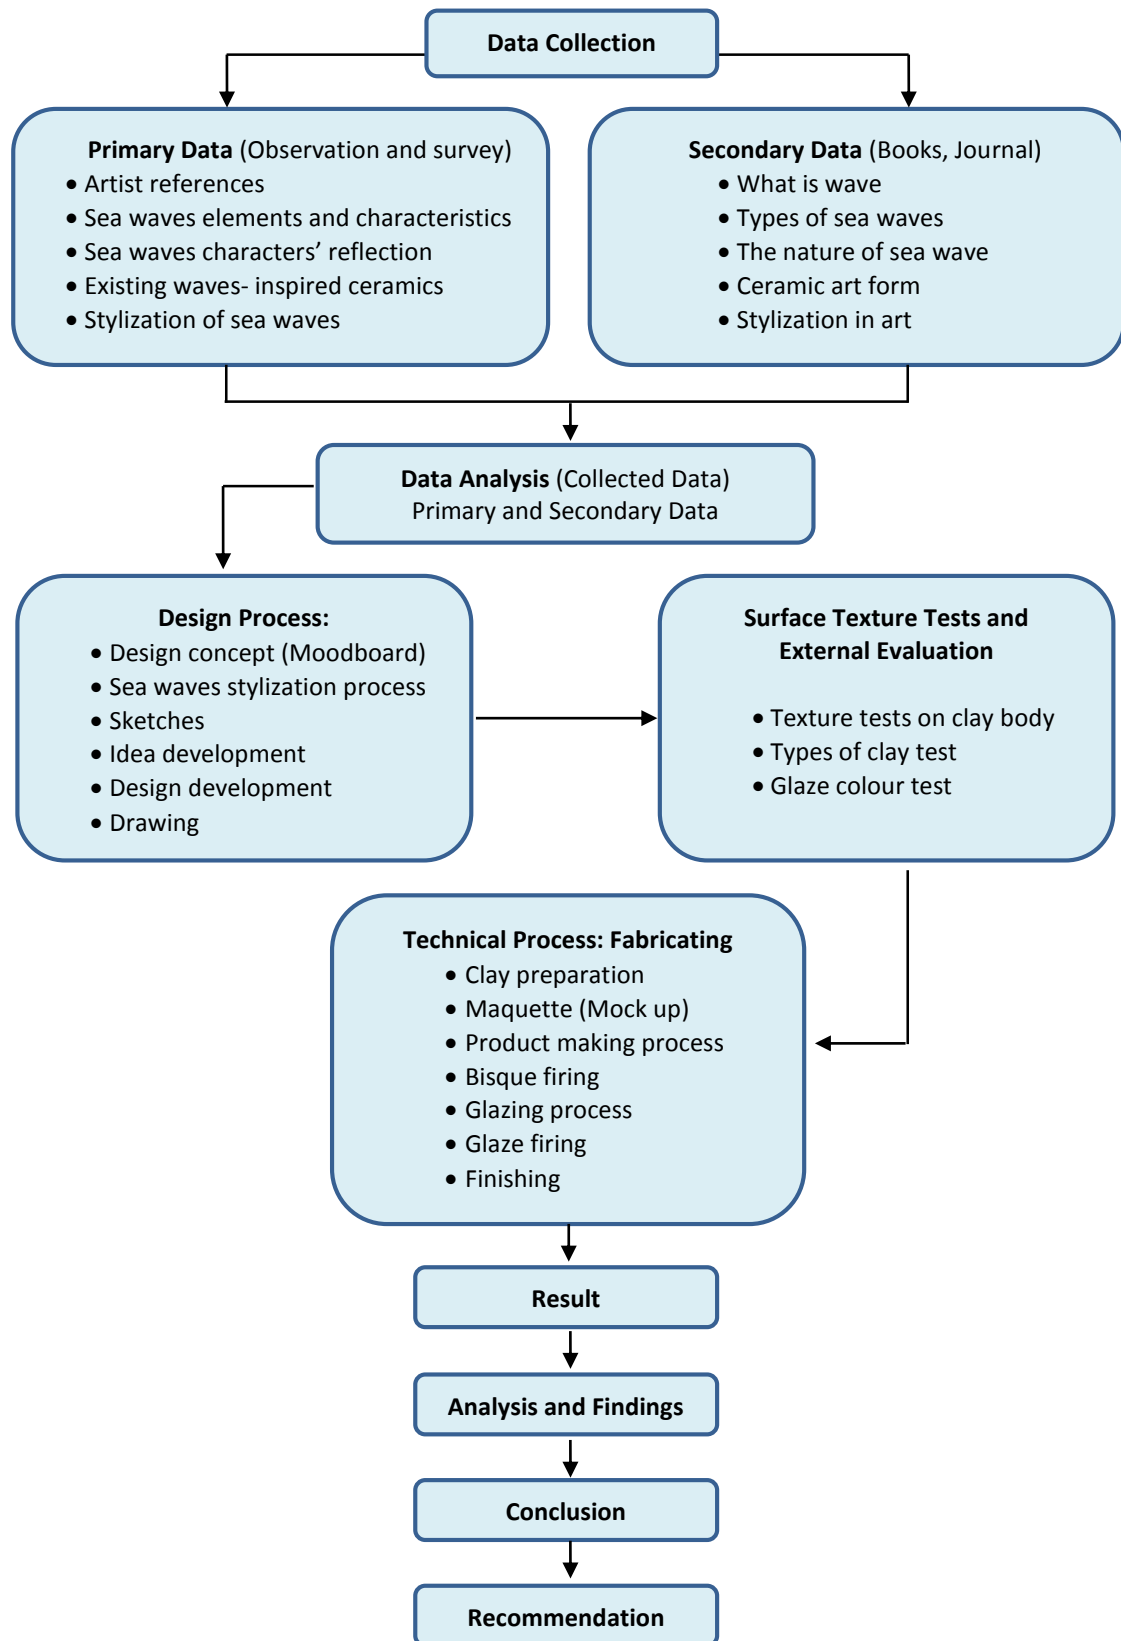 Data Collection
Primary Data (Observation and survey)
• Artist references
• Sea waves elements and characteristics
• Sea waves characters’ reflection
• Existing waves- inspired ceramics
• Stylization of sea waves
Secondary Data (Books, Journal)
• What is wave
• Types of sea waves
• The nature of sea wave
• Ceramic art form
• Stylization in art
Data Analysis (Collected Data)
Primary and Secondary Data
Design Process:
• Design concept (Moodboard)
• Sea waves stylization process
• Sketches
• Idea development
• Design development
• Drawing
Surface Texture Tests and
External Evaluation
• Texture tests on clay body
• Types of clay test
• Glaze colour test
Technical Process: Fabricating
• Clay preparation
• Maquette (Mock up)
• Product making process
• Bisque firing
• Glazing process
• Glaze firing
• Finishing
Result
Analysis and Findings
Conclusion
Recommendation